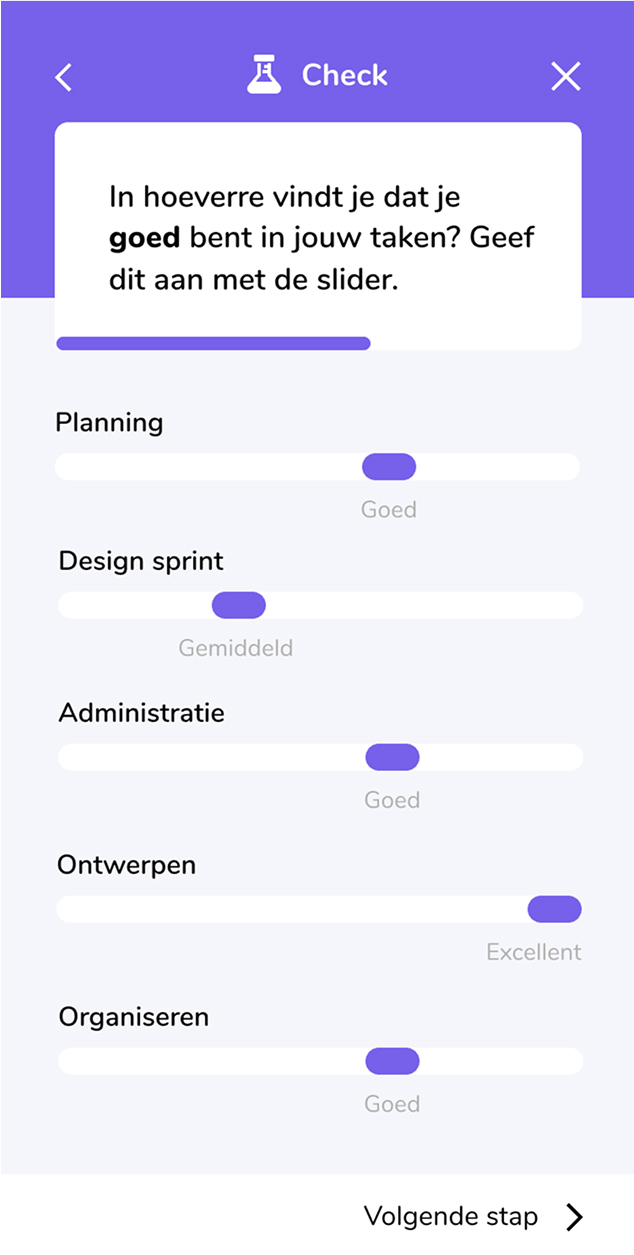 Check
In hoeverre vindt je dat je
goed bent in jouw taken? Geef
dit aan met de slider.
Planning
Goed
Design sprint
Gemiddeld
Administratie
Goed
Ontwerpen
Excellent
Organiseren
Goed
Volgende stap